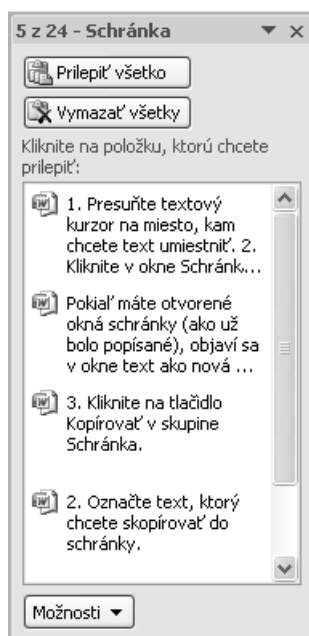 5 z 24 - Schránka
Prilepiť všetko
Vymazať všetky
Kliknite na položku, ktorú chcete
prilepiť:
1. Presuňte textový
kurzor na miesto, kam
chcete text umiestniť. 2.
Kliknite v okne Schránk...
Pokiaľ máte otvorené
okná schránky (ako už
bolo popísané), objaví sa
v okne text ako nová ...
3. Kliknite na tlačidlo
Kopírovať v skupine
Schránka.
2. Označte text, ktorý
chcete skopírovať do
schránky.
Možnosti